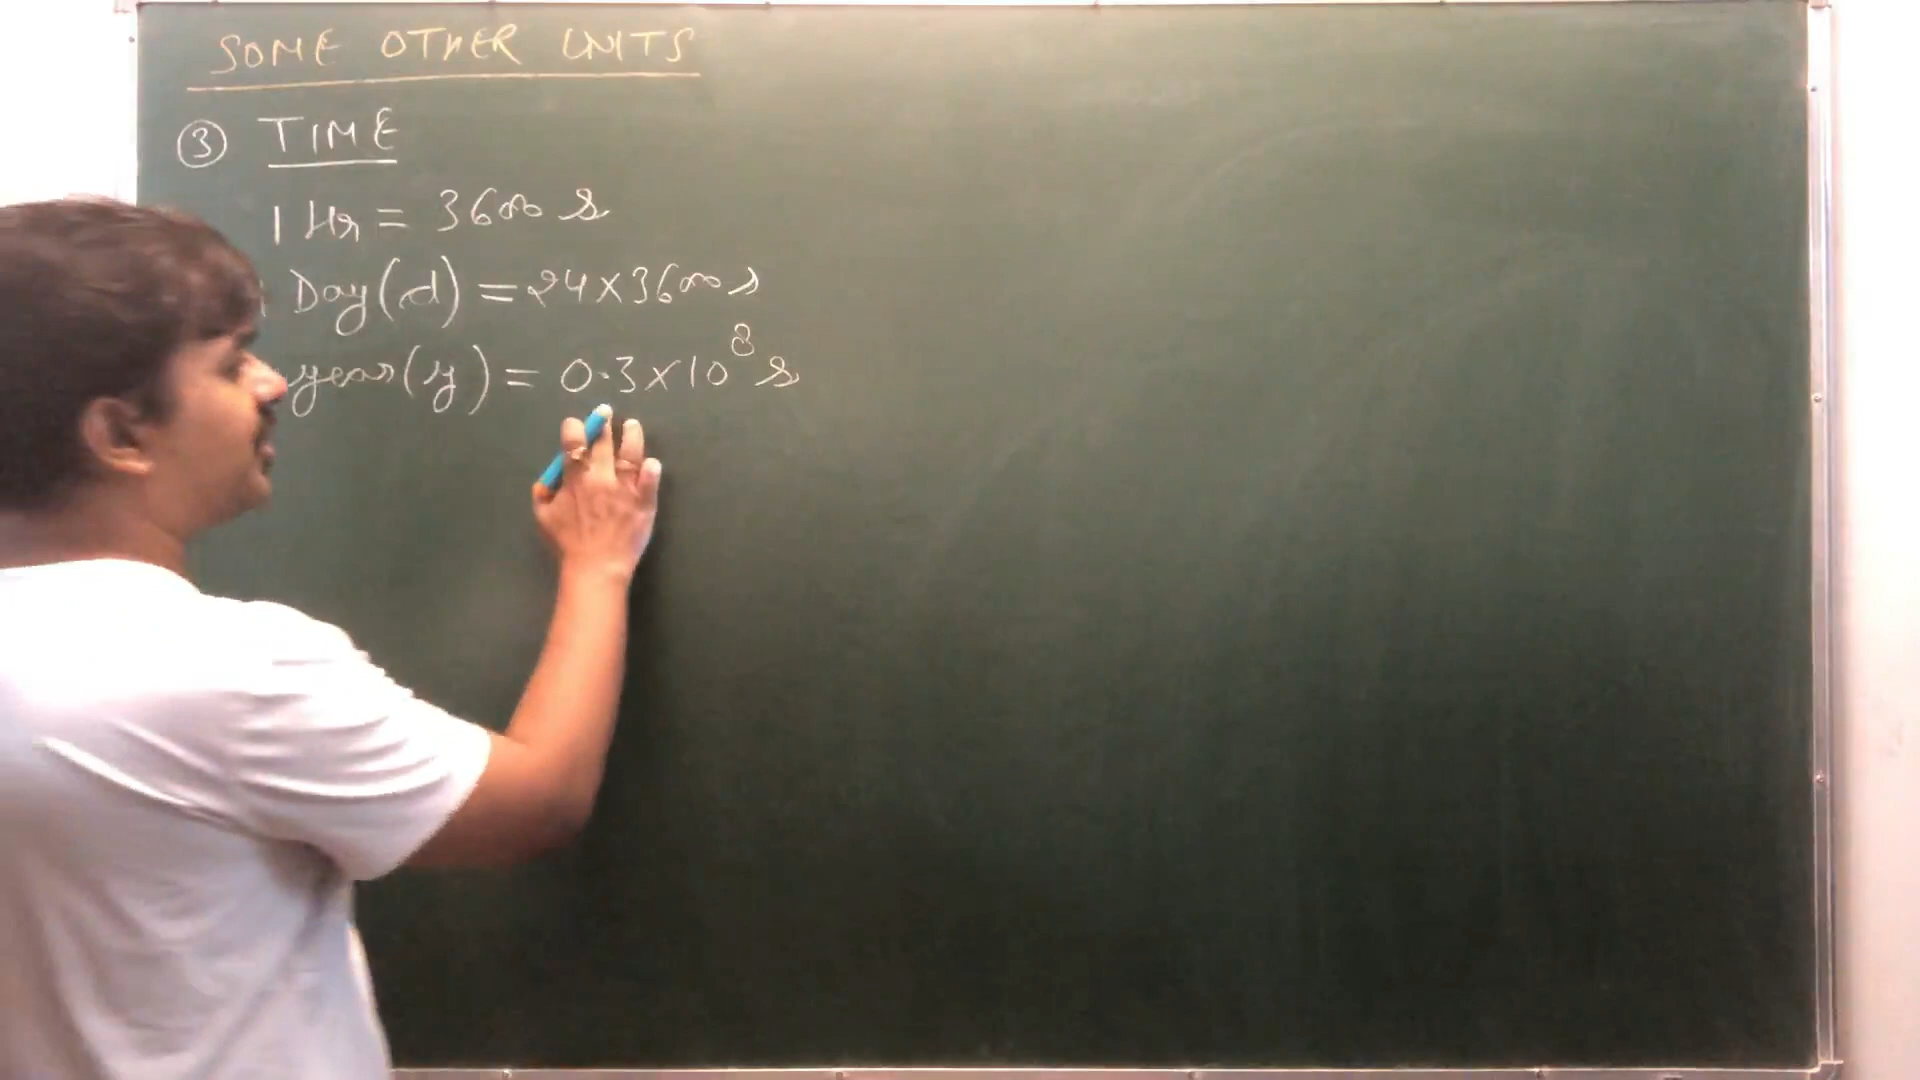 SOME OTHER UNITS
③ TIME
1 Hr = 3600 s
Day(d) = 24×3600 s
year(y) = 0.3×10⁸ s